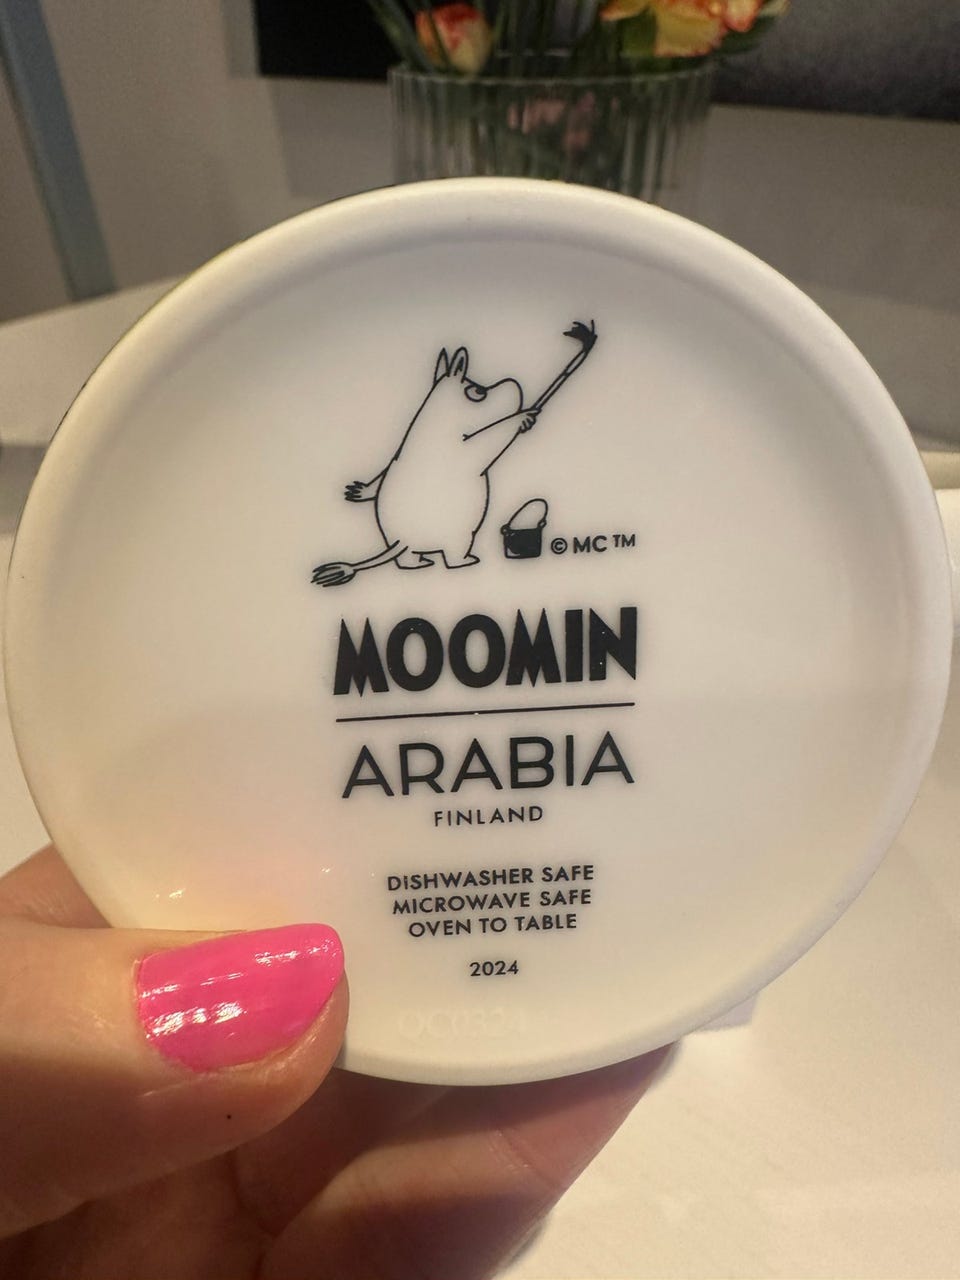 © MC ™
MOOMIN
ARABIA
FINLAND
DISHWASHER SAFE
MICROWAVE SAFE
OVEN TO TABLE
2024